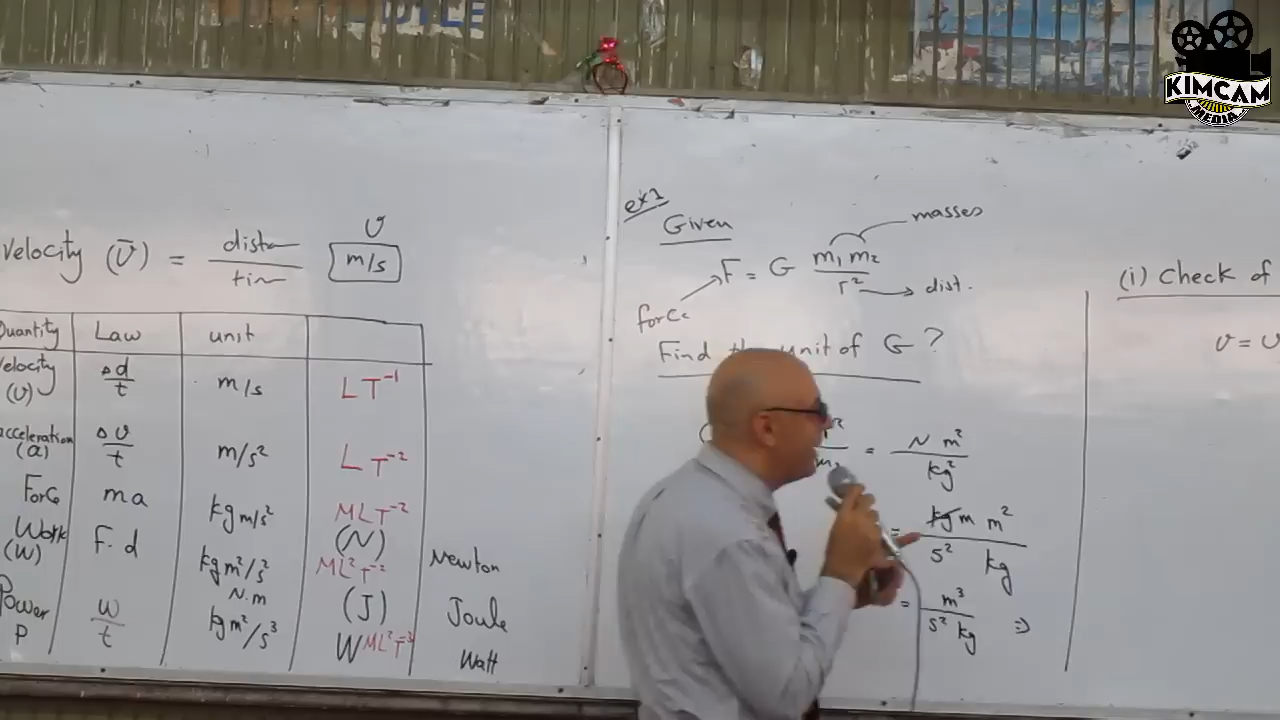 KIMCAM
MEDIA
Velocity (v̄) = dista/tim
v
m/s
Quantity Law unit
Velocity (v) Δd/t m/s LT⁻¹
acceleration (a) Δv/t m/s² LT⁻²
Force ma kg m/s² MLT⁻² (N) Newton
Work (W) F.d kg m²/s² N.m ML²T⁻² (J) Joule
Power P w/t kg m²/s³ W ML²T⁻³ Watt
ex1
Given
masses
F = G m₁ m₂/r²
dist.
force
Find the unit of G?
= N m²/kg²
= kg m m²/s² kg
= m³/s² kg ⇒
(i) Check of
v =